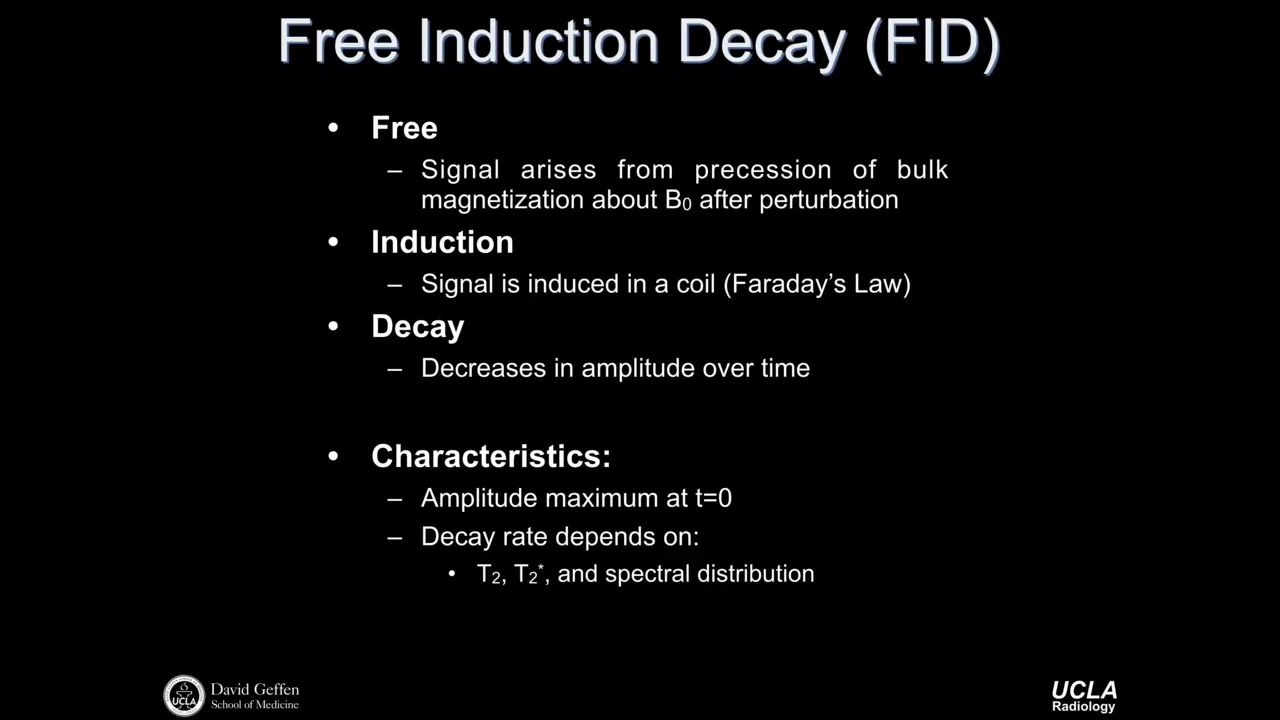 Free Induction Decay (FID)
• Free
– Signal arises from precession of bulk
magnetization about B₀ after perturbation
• Induction
– Signal is induced in a coil (Faraday’s Law)
• Decay
– Decreases in amplitude over time
• Characteristics:
– Amplitude maximum at t=0
– Decay rate depends on:
• T₂, T₂*, and spectral distribution
UCLA
David Geffen
School of Medicine
UCLA
Radiology